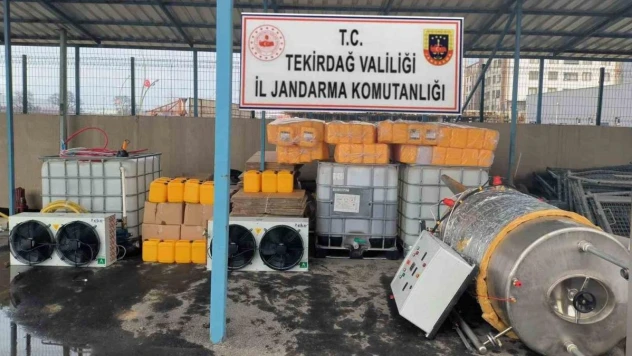 T.C.
TEKİRDAĞ VALİLİĞİ
İL JANDARMA KOMUTANLIĞI